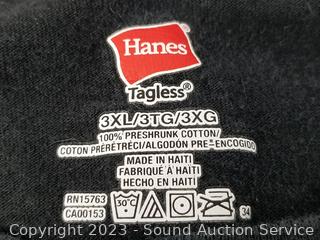 Hanes
Tagless®
3XL/3TG/3XG
100% PRESHRUNK COTTON/
COTON PRÉRÉTRÉCI/ALGODÓN PRE-ENCOGIDO
MADE IN HAITI
FABRIQUÉ À HAÏTI
HECHO EN HAITI
RN15763
CA00153
30°C
34
Copyright 2023 - Sound Auction Service